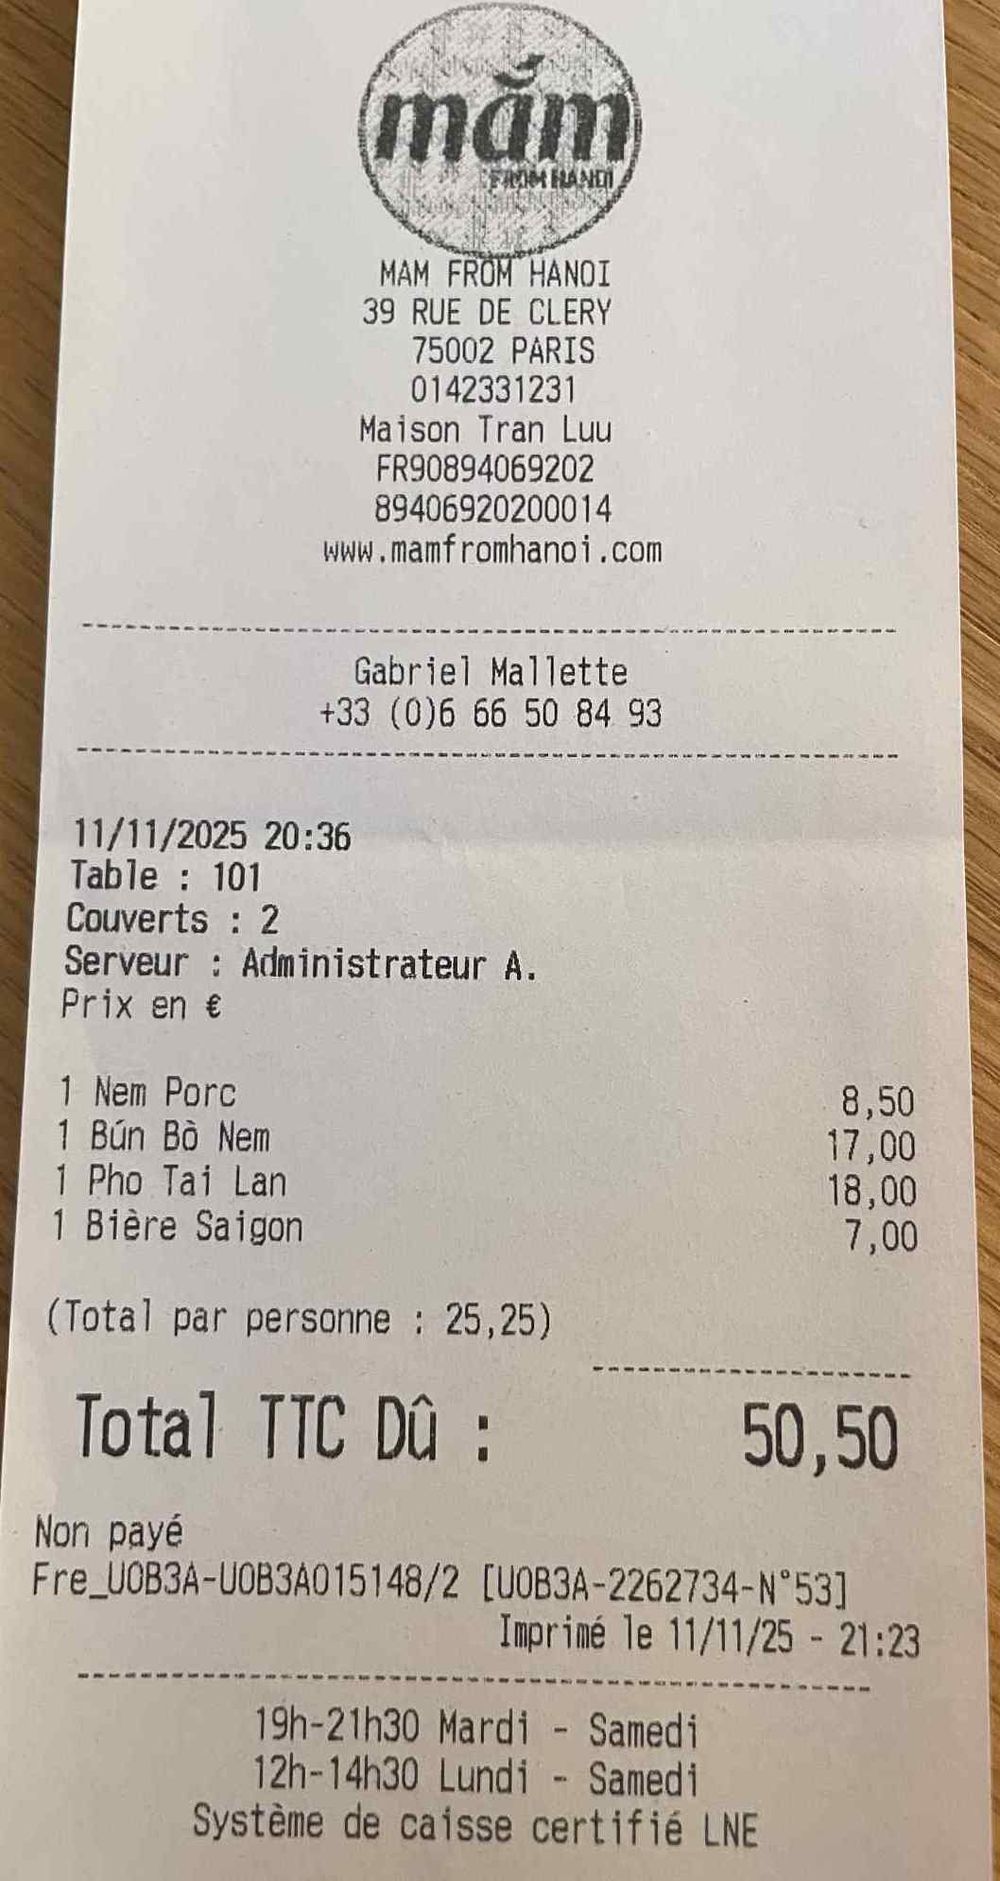 mắm
FROM HANOI
MAM FROM HANOI
39 RUE DE CLERY
75002 PARIS
0142331231
Maison Tran Luu
FR90894069202
89406920200014
www.mamfromhanoi.com
Gabriel Mallette
+33 (0)6 66 50 84 93
11/11/2025 20:36
Table : 101
Couverts : 2
Serveur : Administrateur A.
Prix en €
1 Nem Porc 8,50
1 Bún Bò Nem 17,00
1 Pho Tai Lan 18,00
1 Bière Saigon 7,00
(Total par personne : 25,25)
Total TTC Dû : 50,50
Non payé
Fre_U0B3A-U0B3A015148/2 [U0B3A-2262734-N°53]
Imprimé le 11/11/25 - 21:23
19h-21h30 Mardi - Samedi
12h-14h30 Lundi - Samedi
Système de caisse certifié LNE